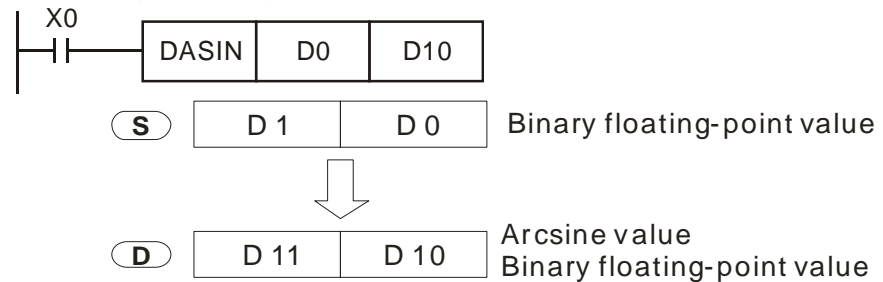 X0
DASIN D0 D10
S D 1 D 0 Binary floating-point value
Arcsine value
D D 11 D 10 Binary floating-point value